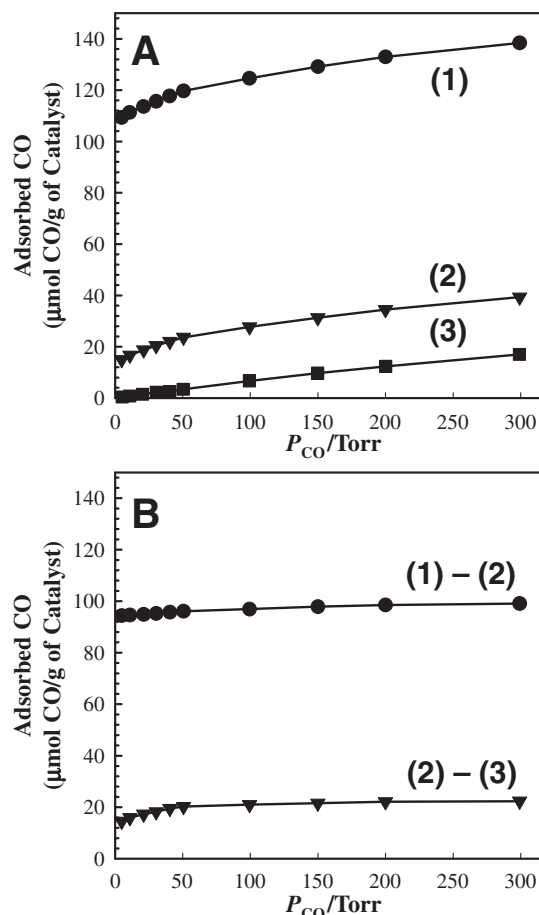 A
140
120
100
80
60
40
20
0
(1)
(2)
(3)
Adsorbed CO
(μmol CO/g of Catalyst)
0 50 100 150 200 250 300
P_CO/Torr
B
140
120
100
80
60
40
20
0
(1) – (2)
(2) – (3)
Adsorbed CO
(μmol CO/g of Catalyst)
0 50 100 150 200 250 300
P_CO/Torr